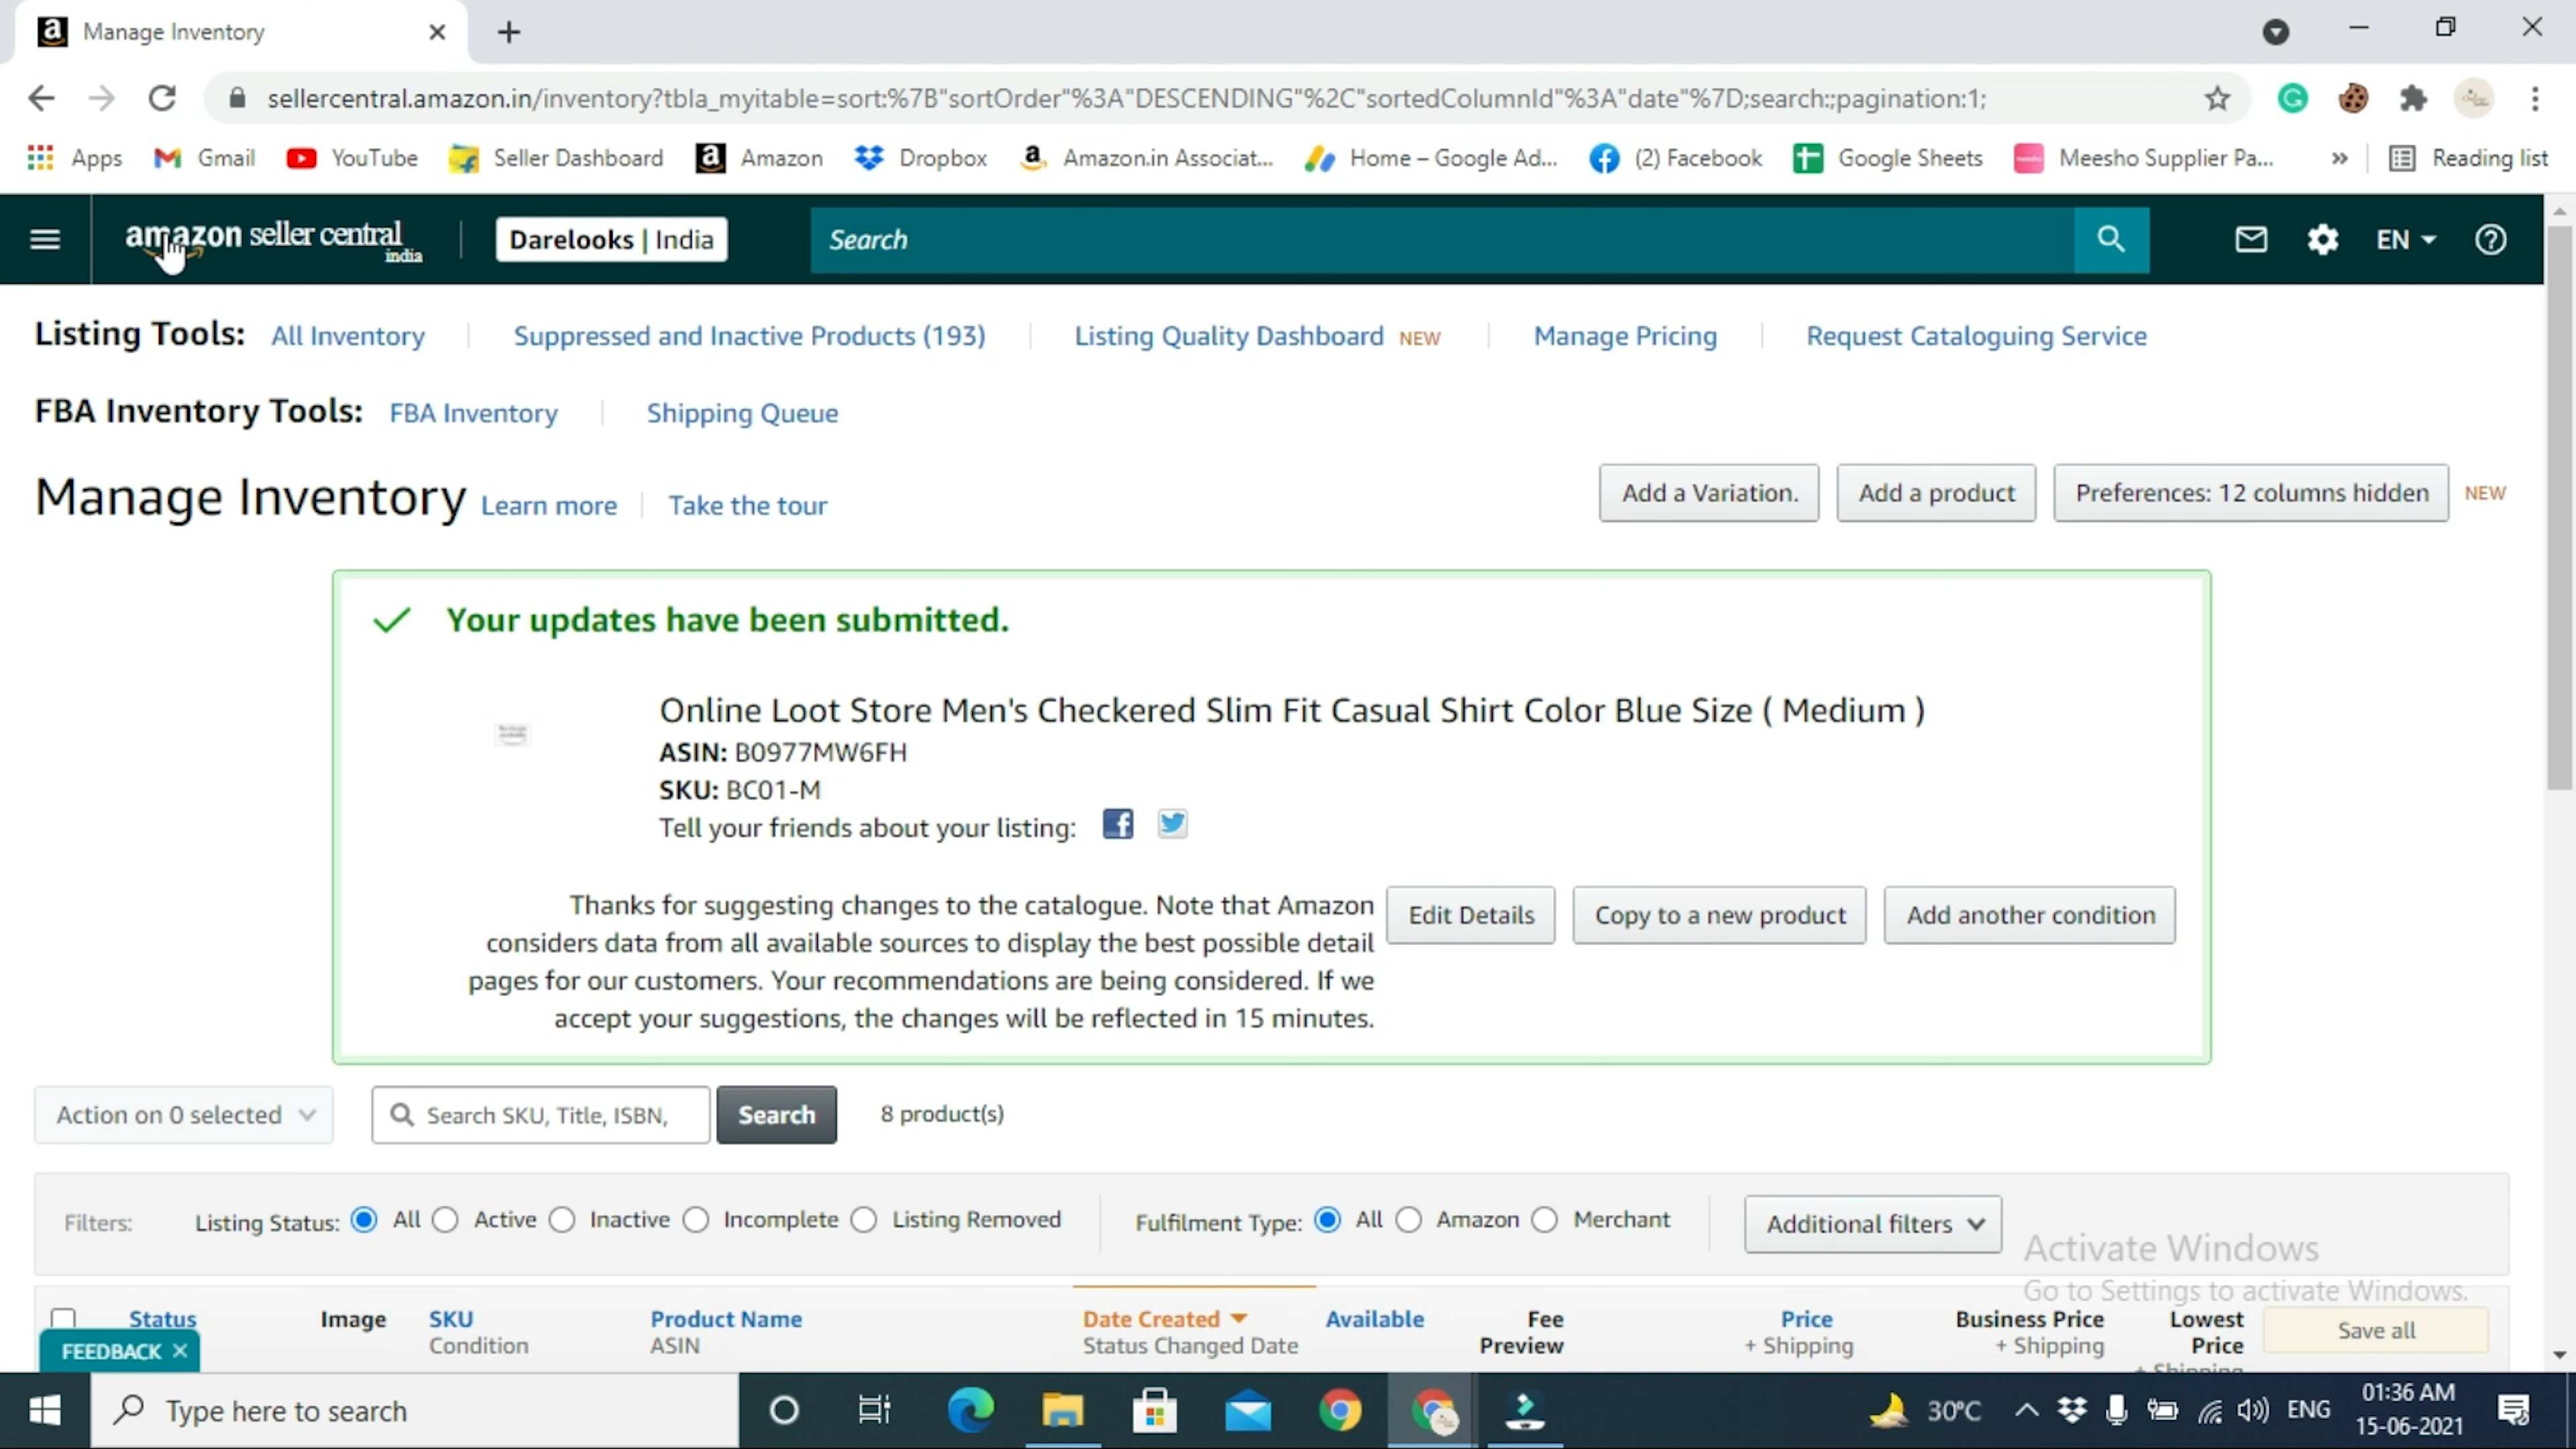 Manage Inventory
sellercentral.amazon.in/inventory?tbla_myitable=sort:%7B"sortOrder"%3A"DESCENDING"%2C"sortedColumnId"%3A"date"%7D;search:;pagination:1;
Apps Gmail YouTube Seller Dashboard Amazon Dropbox Amazon.in Associat... Home – Google Ad... (2) Facebook Google Sheets Meesho Supplier Pa... » Reading list
amazon seller central india Darelooks | India Search EN
Listing Tools: All Inventory Suppressed and Inactive Products (193) Listing Quality Dashboard NEW Manage Pricing Request Cataloguing Service
FBA Inventory Tools: FBA Inventory Shipping Queue
Manage Inventory Learn more Take the tour Add a Variation. Add a product Preferences: 12 columns hidden NEW
Your updates have been submitted.
Online Loot Store Men's Checkered Slim Fit Casual Shirt Color Blue Size ( Medium )
ASIN: B0977MW6FH
SKU: BC01-M
Tell your friends about your listing:
Thanks for suggesting changes to the catalogue. Note that Amazon
considers data from all available sources to display the best possible detail
pages for our customers. Your recommendations are being considered. If we
accept your suggestions, the changes will be reflected in 15 minutes.
Edit Details Copy to a new product Add another condition
Action on 0 selected Search SKU, Title, ISBN, Search 8 product(s)
Filters: Listing Status: All Active Inactive Incomplete Listing Removed Fulfilment Type: All Amazon Merchant Additional filters
Activate Windows
Go to Settings to activate Windows.
Status Image SKU Product Name Date Created Available Fee Price Business Price Lowest
Condition ASIN Status Changed Date Preview + Shipping + Shipping Price
+ Shipping
Save all
FEEDBACK ×
Type here to search 30°C ENG 01:36 AM
15-06-2021